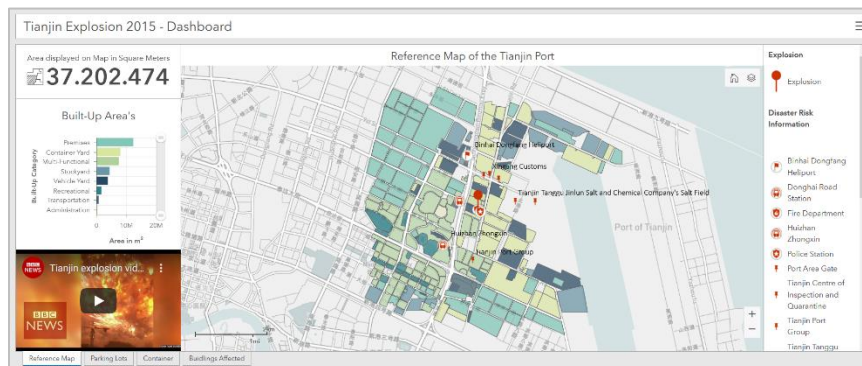 Tianjin Explosion 2015 - Dashboard
Area displayed on Map in Square Meters
37.202.474
Built-Up Area's
Built-Up Category
Premises
Container Yard
Multi-Functional
Stuckyard
Vehicle Yard
Recreational
Transportation
Administration
0
10M
20M
Area in m²
BBC NEWS
Tianjin explosion vid...
BBC
NEWS
Reference Map of the Tianjin Port
Binhai Dongfang Heliport
Xingang Customs
Tianjin Tanggu Jinlun Salt and Chemical Company's Salt Field
Port of Tianjin
Huizhan Zhongxin
Tianjin Port Group
Explosion
Explosion
Disaster Risk
Information
Binhai Dongfang
Heliport
Donghai Road
Station
Fire Department
Huizhan
Zhongxin
Police Station
Port Area Gate
Tianjin Centre of
Inspection and
Quarantine
Tianjin Port
Group
Tianjin Tanggu
Reference Map
Parking Lots
Container
Buidlings Affected